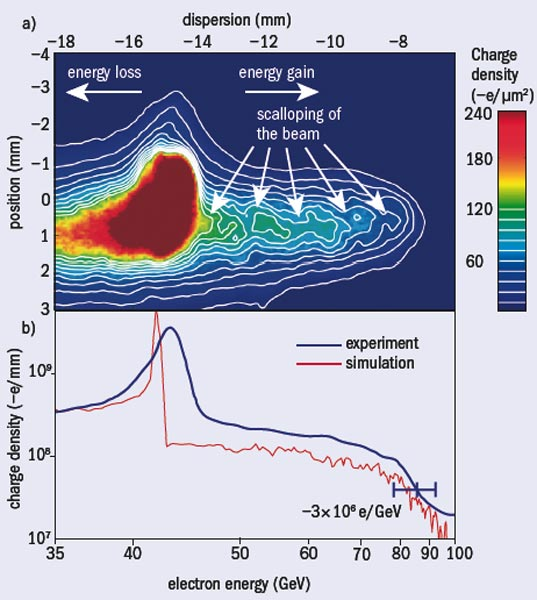 dispersion (mm)
a)
−18 −16 −14 −12 −10 −8
−4
−3
−2
−1
0
1
2
3
position (mm)
energy loss
energy gain
scalloping of
the beam
Charge
density
(−e/µm²)
240
180
120
60
b)
experiment
simulation
10⁹
10⁸
10⁷
charge density (−e/mm)
−3×10⁶ e/GeV
35 40 50 60 70 80 90 100
electron energy (GeV)